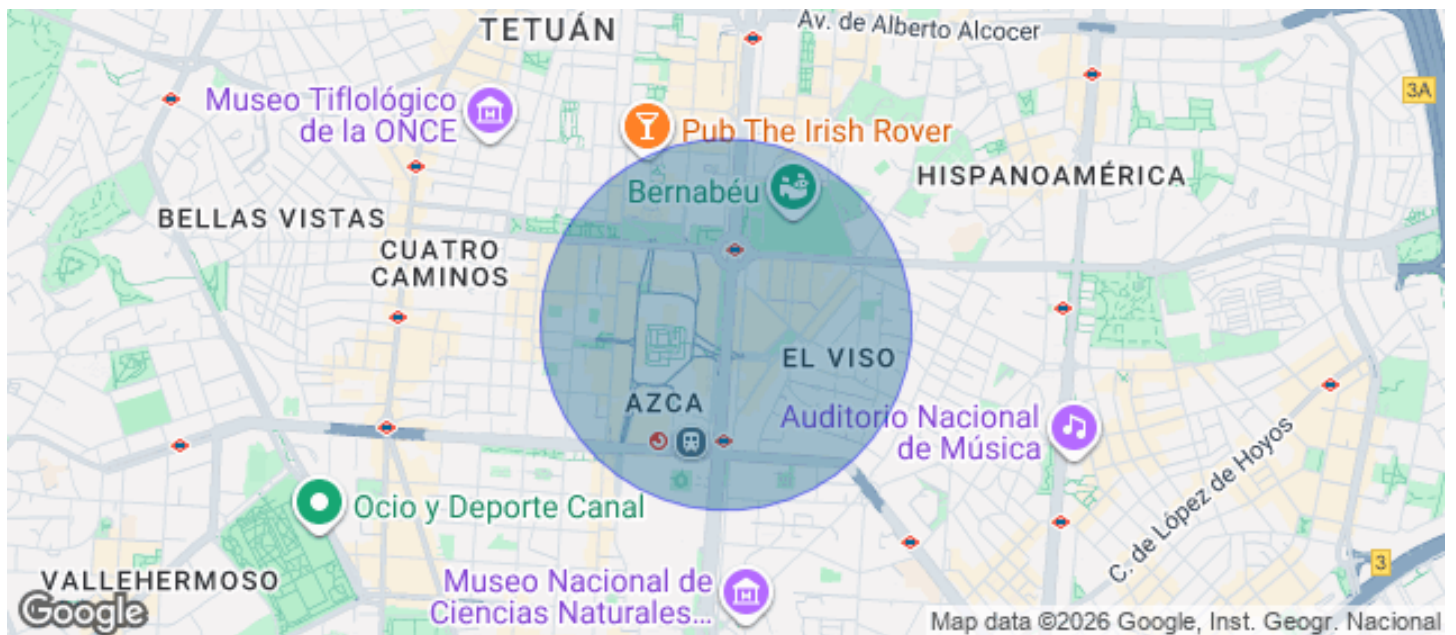 TETUÁN
Av. de Alberto Alcocer
3A
Museo Tiflológico
de la ONCE
Pub The Irish Rover
Bernabéu
HISPANOAMÉRICA
BELLAS VISTAS
CUATRO
CAMINOS
EL VISO
AZCA
Auditorio Nacional
de Música
C. de López de Hoyos
Ocio y Deporte Canal
3
VALLEHERMOSO
Museo Nacional de
Ciencias Naturales...
Google
Map data ©2026 Google, Inst. Geogr. Nacional